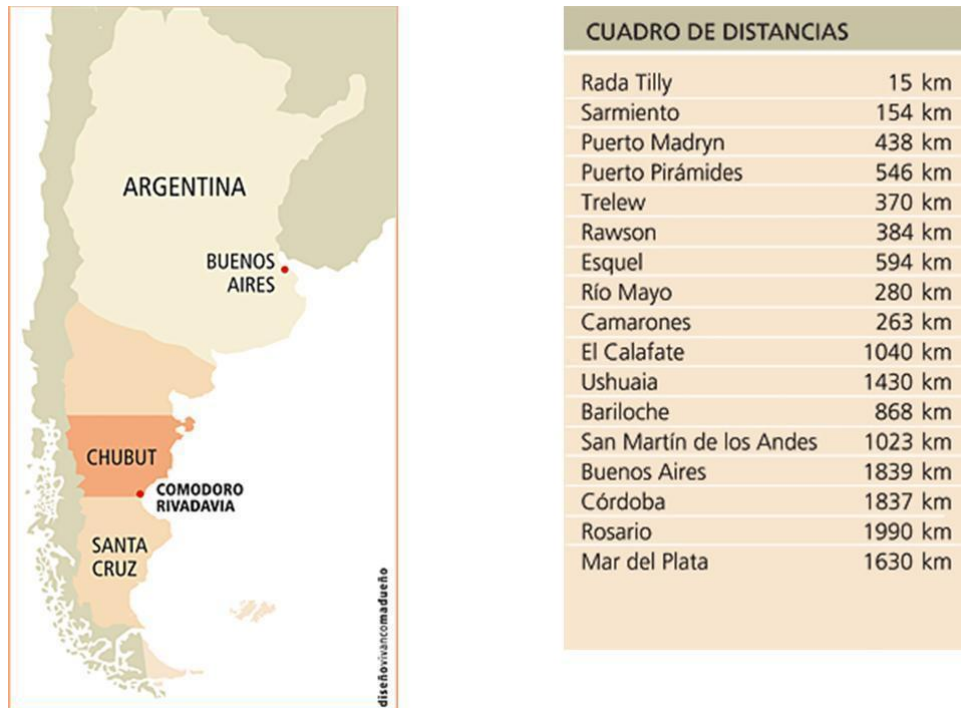 ARGENTINA
BUENOS
AIRES
CHUBUT
COMODORO
RIVADAVIA
SANTA
CRUZ
diseñovivancomadueño
CUADRO DE DISTANCIAS
Rada Tilly 15 km
Sarmiento 154 km
Puerto Madryn 438 km
Puerto Pirámides 546 km
Trelew 370 km
Rawson 384 km
Esquel 594 km
Río Mayo 280 km
Camarones 263 km
El Calafate 1040 km
Ushuaia 1430 km
Bariloche 868 km
San Martín de los Andes 1023 km
Buenos Aires 1839 km
Córdoba 1837 km
Rosario 1990 km
Mar del Plata 1630 km